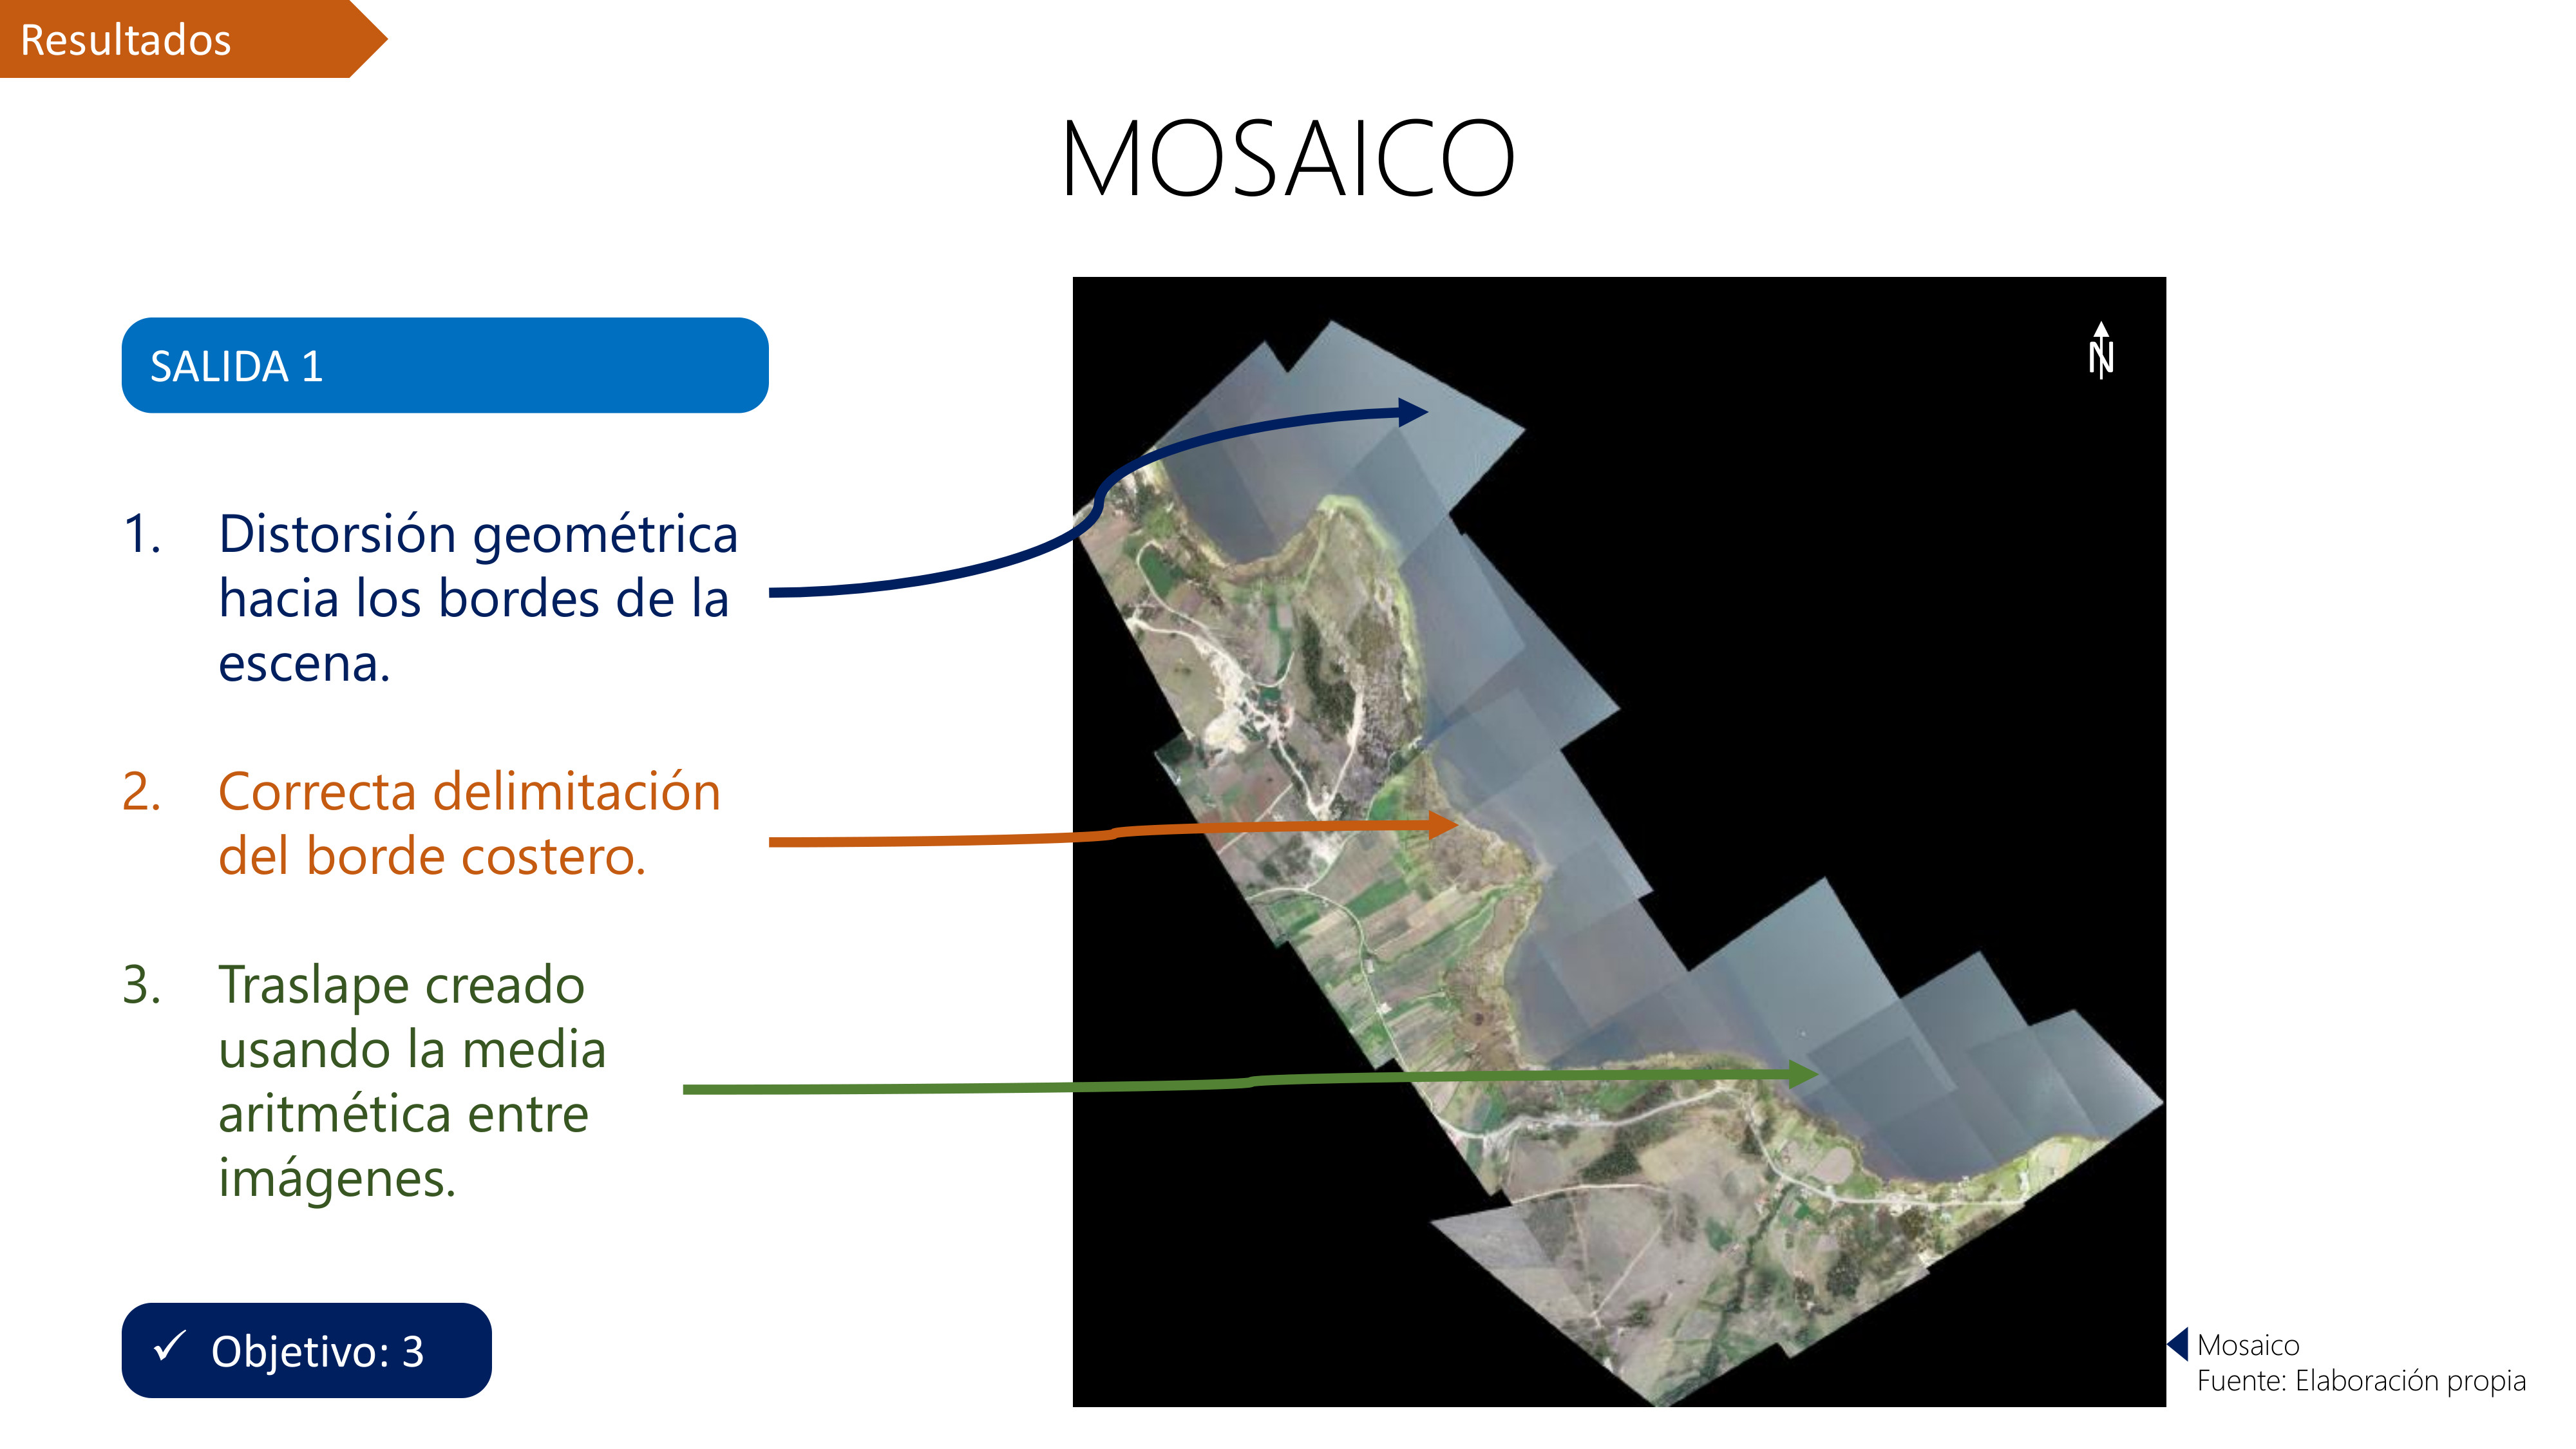 Resultados
MOSAICO
SALIDA 1
N
1. Distorsión geométrica
hacia los bordes de la
escena.
2. Correcta delimitación
del borde costero.
3. Traslape creado
usando la media
aritmética entre
imágenes.
✓ Objetivo: 3
Mosaico
Fuente: Elaboración propia